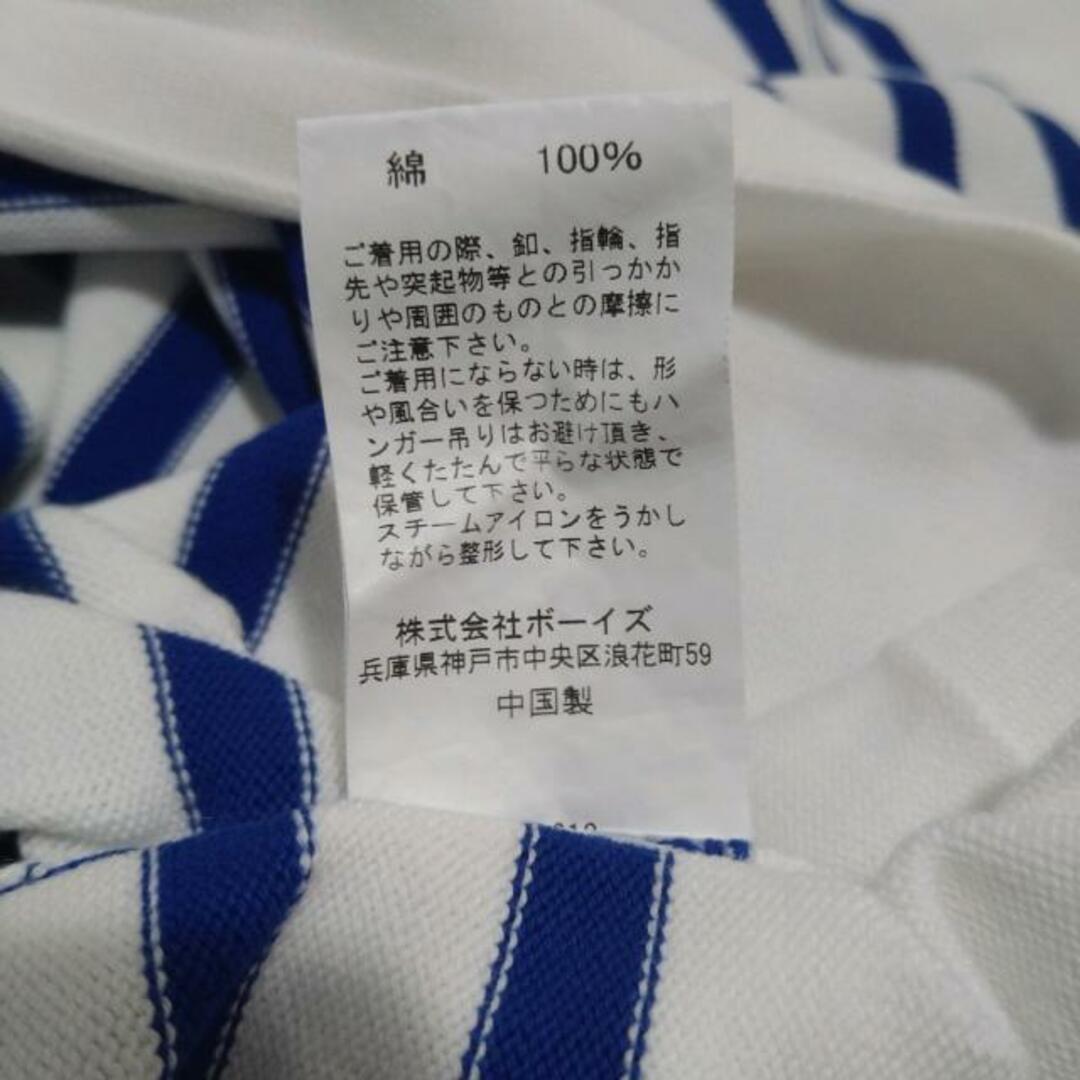 綿 100%
ご着用の際、釦、指輪、指
先や突起物等との引っかか
りや周囲のものとの摩擦に
ご注意下さい。
ご着用にならない時は、形
や風合いを保つためにもハ
ンガー吊りはお避け頂き、
軽くたたんで平らな状態で
保管して下さい。
スチームアイロンをうかし
ながら整形して下さい。
株式会社ボーイズ
兵庫県神戸市中央区浪花町59
中国製